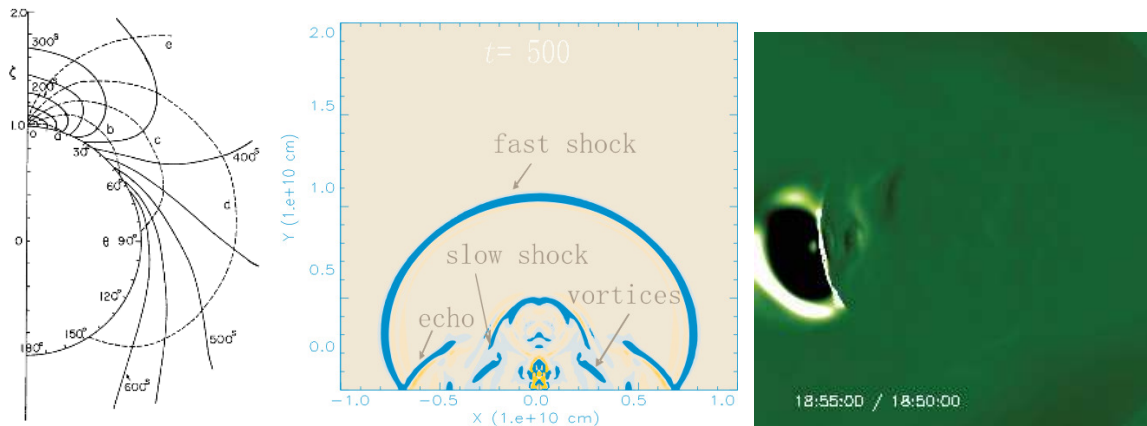 2.0
300ˢ
e
ζ
200ˢ
1.0
o
a
b
c
30°
400ˢ
60°
d
0
θ 90°
120°
150°
180°
500ˢ
600ˢ
t= 500
2.0
1.5
1.0
0.5
0.0
Y (1.e+10 cm)
fast shock
slow shock
vortices
echo
-1.0
-0.5
0.0
0.5
1.0
X (1.e+10 cm)
18:55:00 / 18:50:00